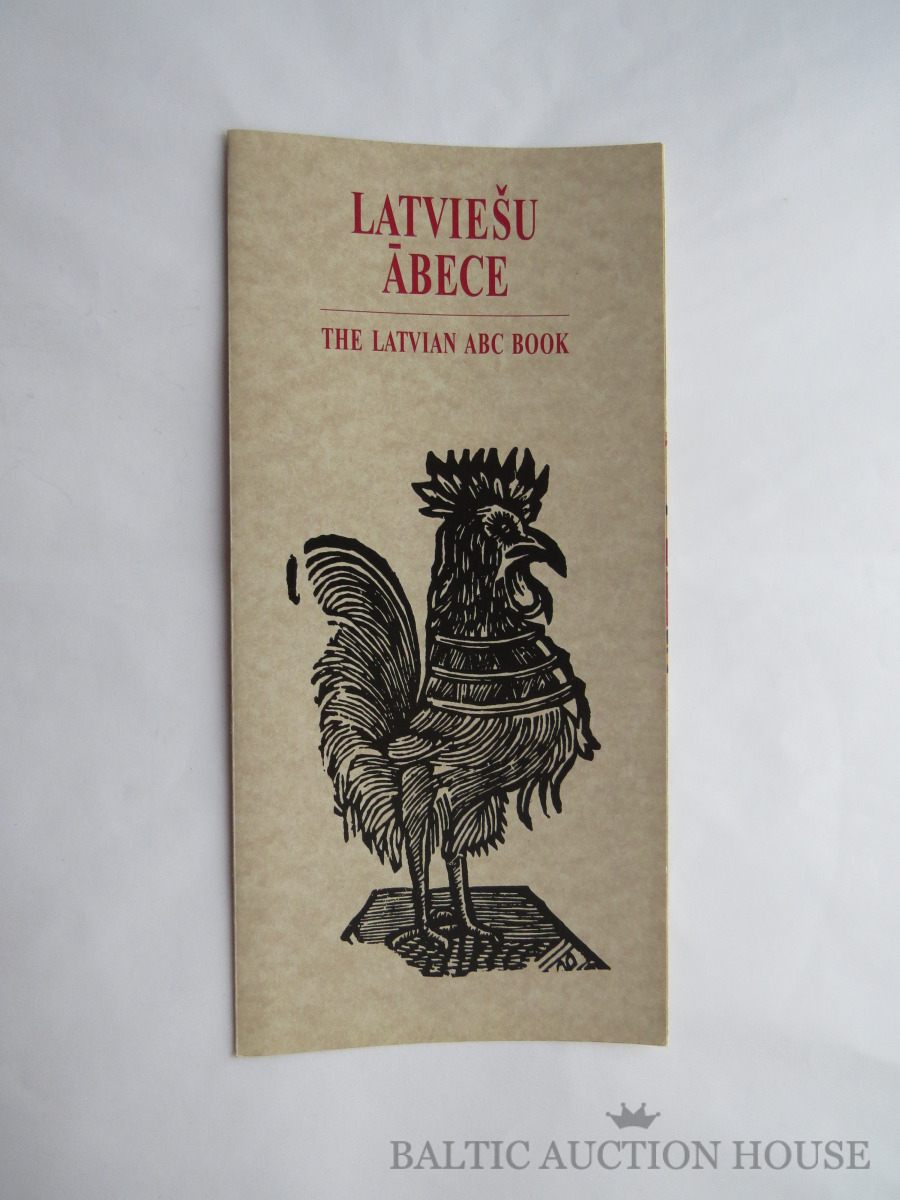 LATVIEŠU
ĀBECE
THE LATVIAN ABC BOOK
BALTIC AUCTION HOUSE